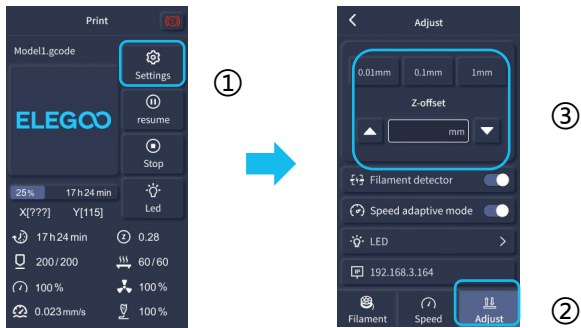 Print
Model1.gcode
Settings
ELEGOO
resume
Stop
25% 17 h 24 min
X[???] Y[115]
Led
17 h 24 min
Z 0.28
200/200
60/60
100%
100%
0.023mm/s
100%
①
Adjust
0.01mm 0.1mm 1mm
Z-offset
mm
Filament detector
Speed adaptive mode
LED
IP 192.168.3.164
Filament Speed Adjust
③
②